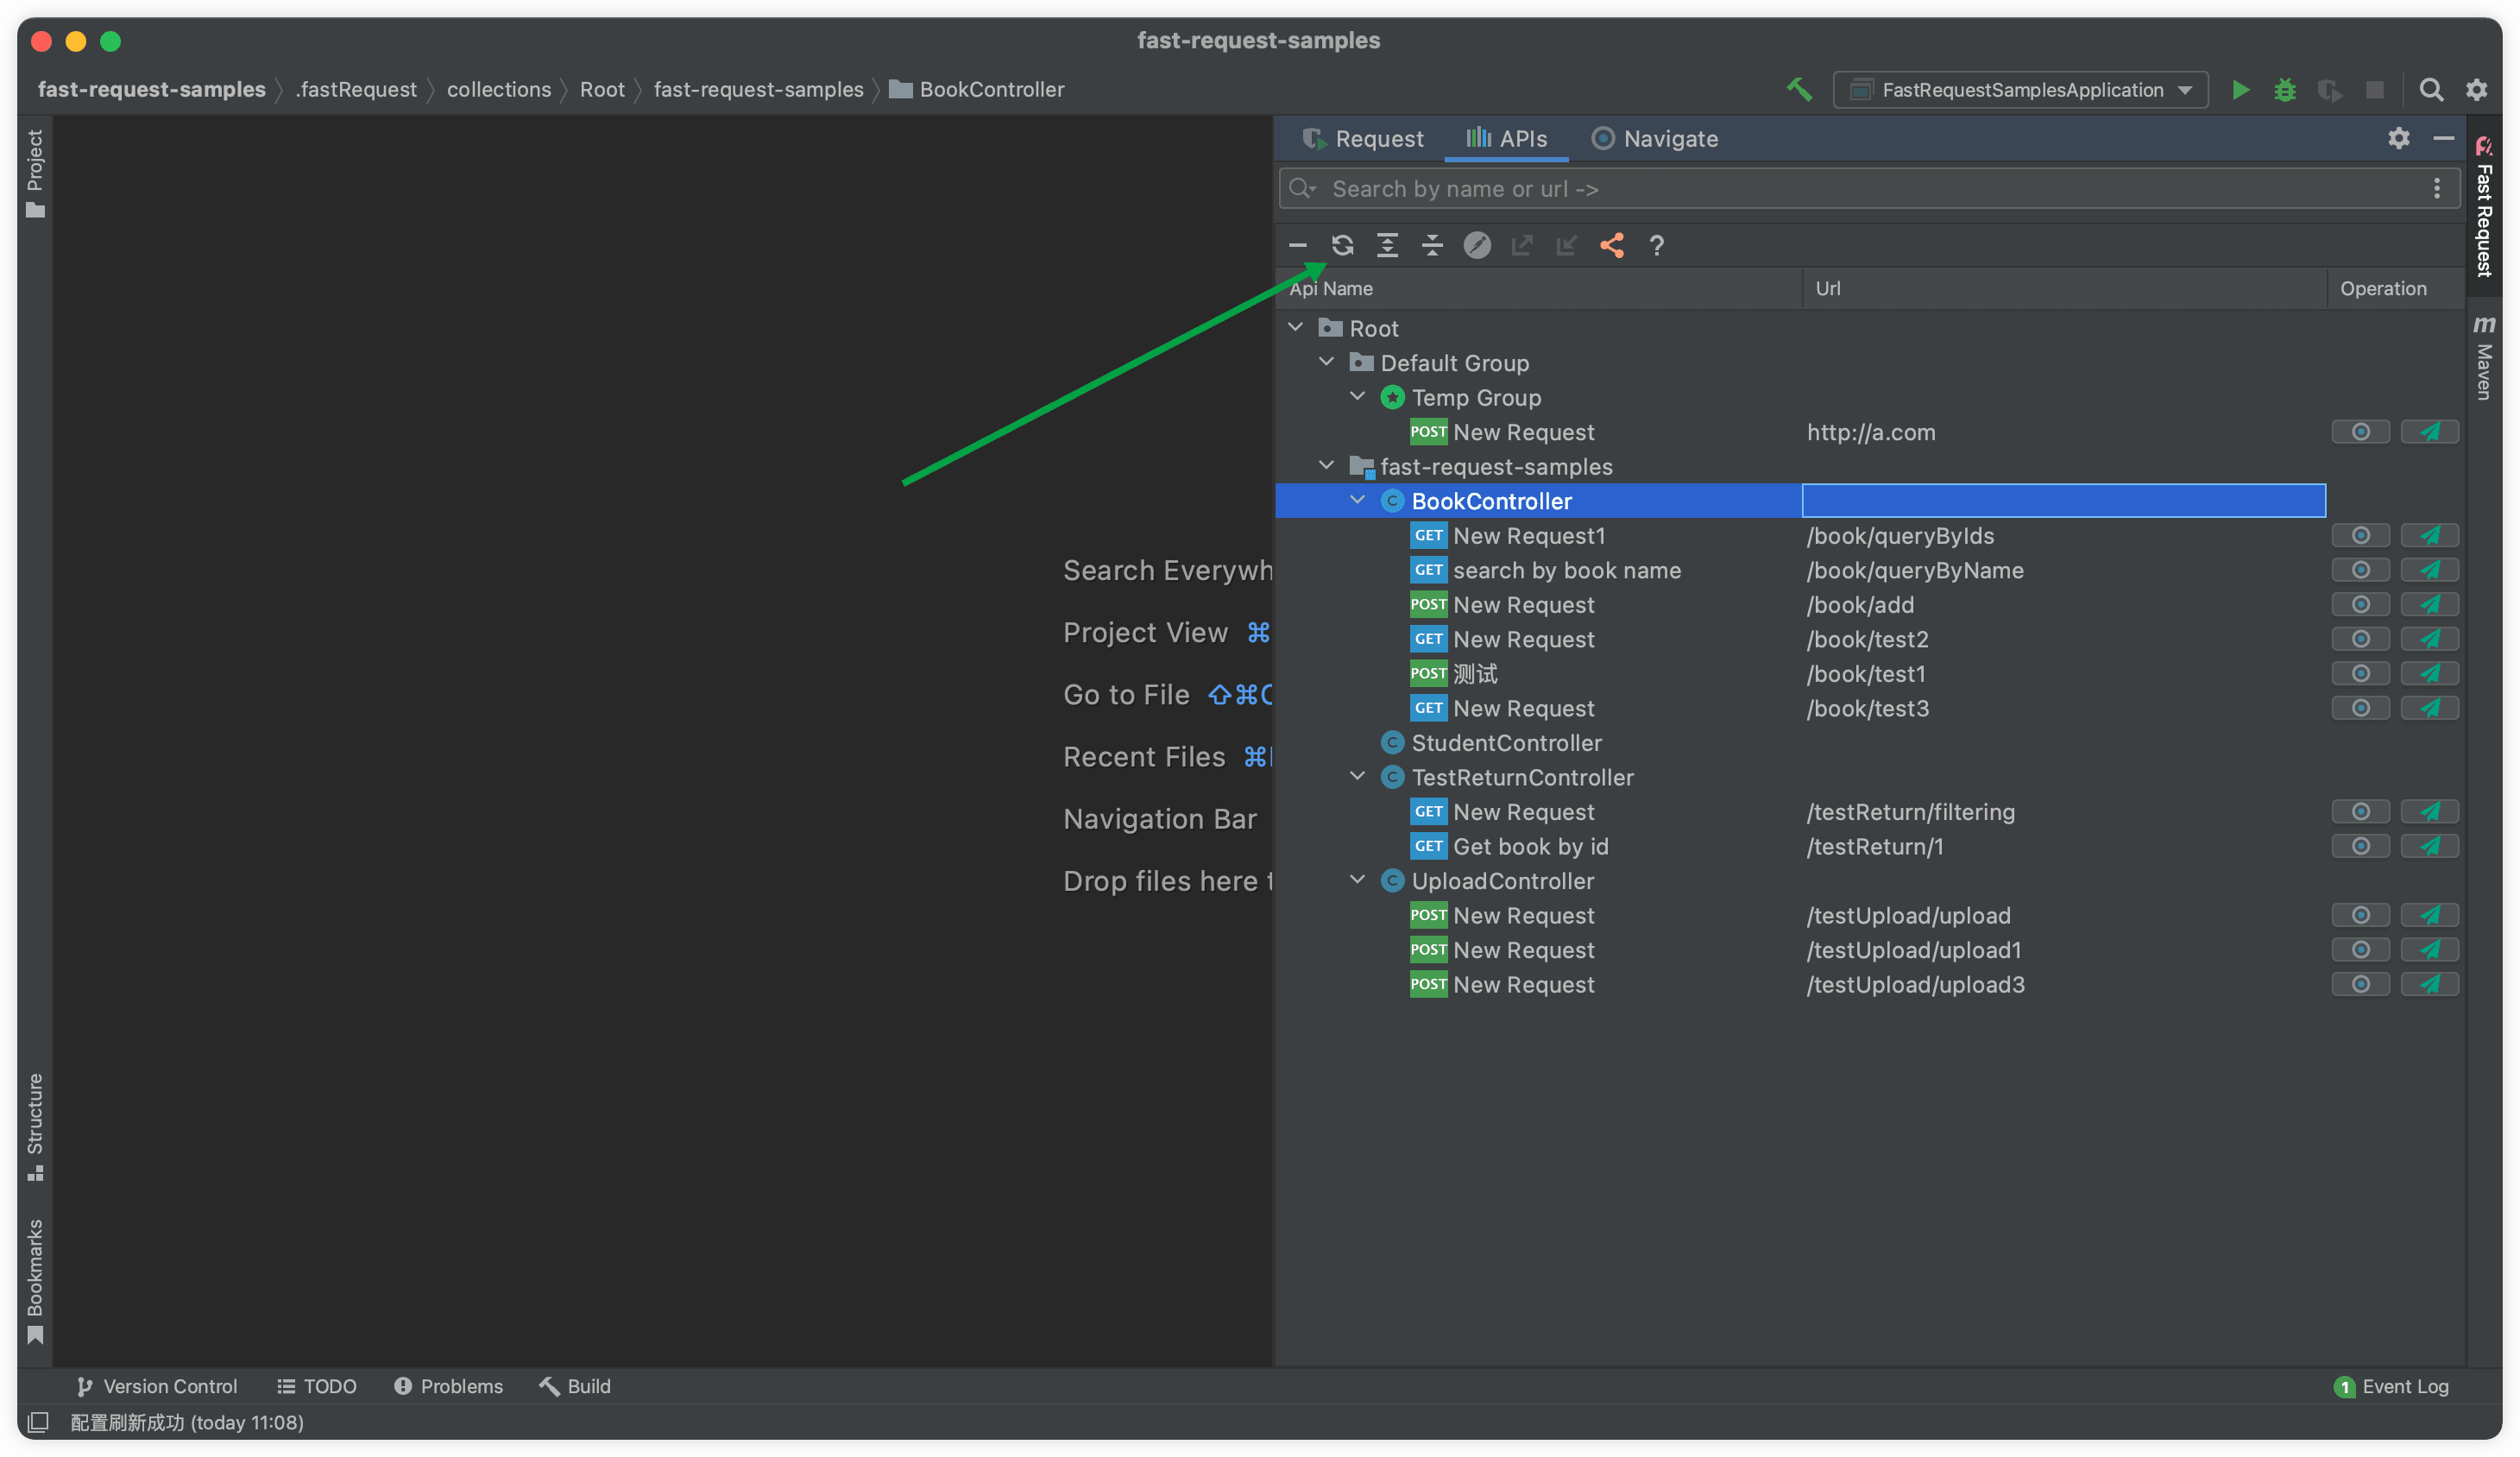 fast-request-samples
fast-request-samples .fastRequest collections Root fast-request-samples BookController FastRequestSamplesApplication
Project
Request APIs Navigate
Search by name or url ->
?
Api Name Url Operation
Root
Default Group
Temp Group
POST New Request http://a.com
fast-request-samples
C BookController
GET New Request1 /book/queryByIds
GET search by book name /book/queryByName
POST New Request /book/add
GET New Request /book/test2
POST 测试 /book/test1
GET New Request /book/test3
C StudentController
C TestReturnController
GET New Request /testReturn/filtering
GET Get book by id /testReturn/1
C UploadController
POST New Request /testUpload/upload
POST New Request /testUpload/upload1
POST New Request /testUpload/upload3
Search Everywh
Project View ⌘
Go to File ⇧⌘
Recent Files ⌘
Navigation Bar
Drop files here t
Fast Request
m Maven
Structure
Bookmarks
Version Control TODO Problems Build 1 Event Log
配置刷新成功 (today 11:08)